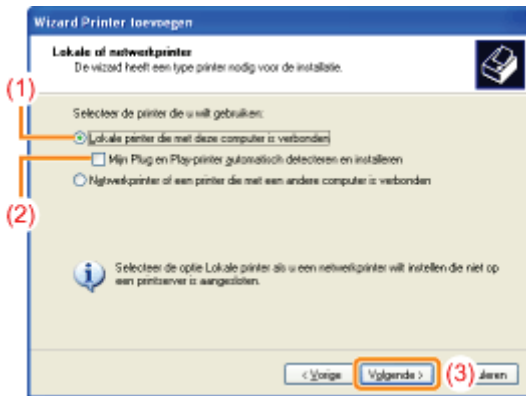 Wizard Printer toevoegen
Lokale of netwerkprinter
De wizard heeft een type printer nodig voor de installatie.
(1)
Selecteer de printer die u wilt gebruiken:
Lokale printer die met deze computer is verbonden
Mijn Plug en Play-printer automatisch detecteren en installeren
(2)
Netwerkprinter of een printer die met een andere computer is verbonden
Selecteer de optie Lokale printer als u een netwerkprinter wilt instellen die niet op
een printserver is aangesloten.
< Vorige Volgende > (3) uleren